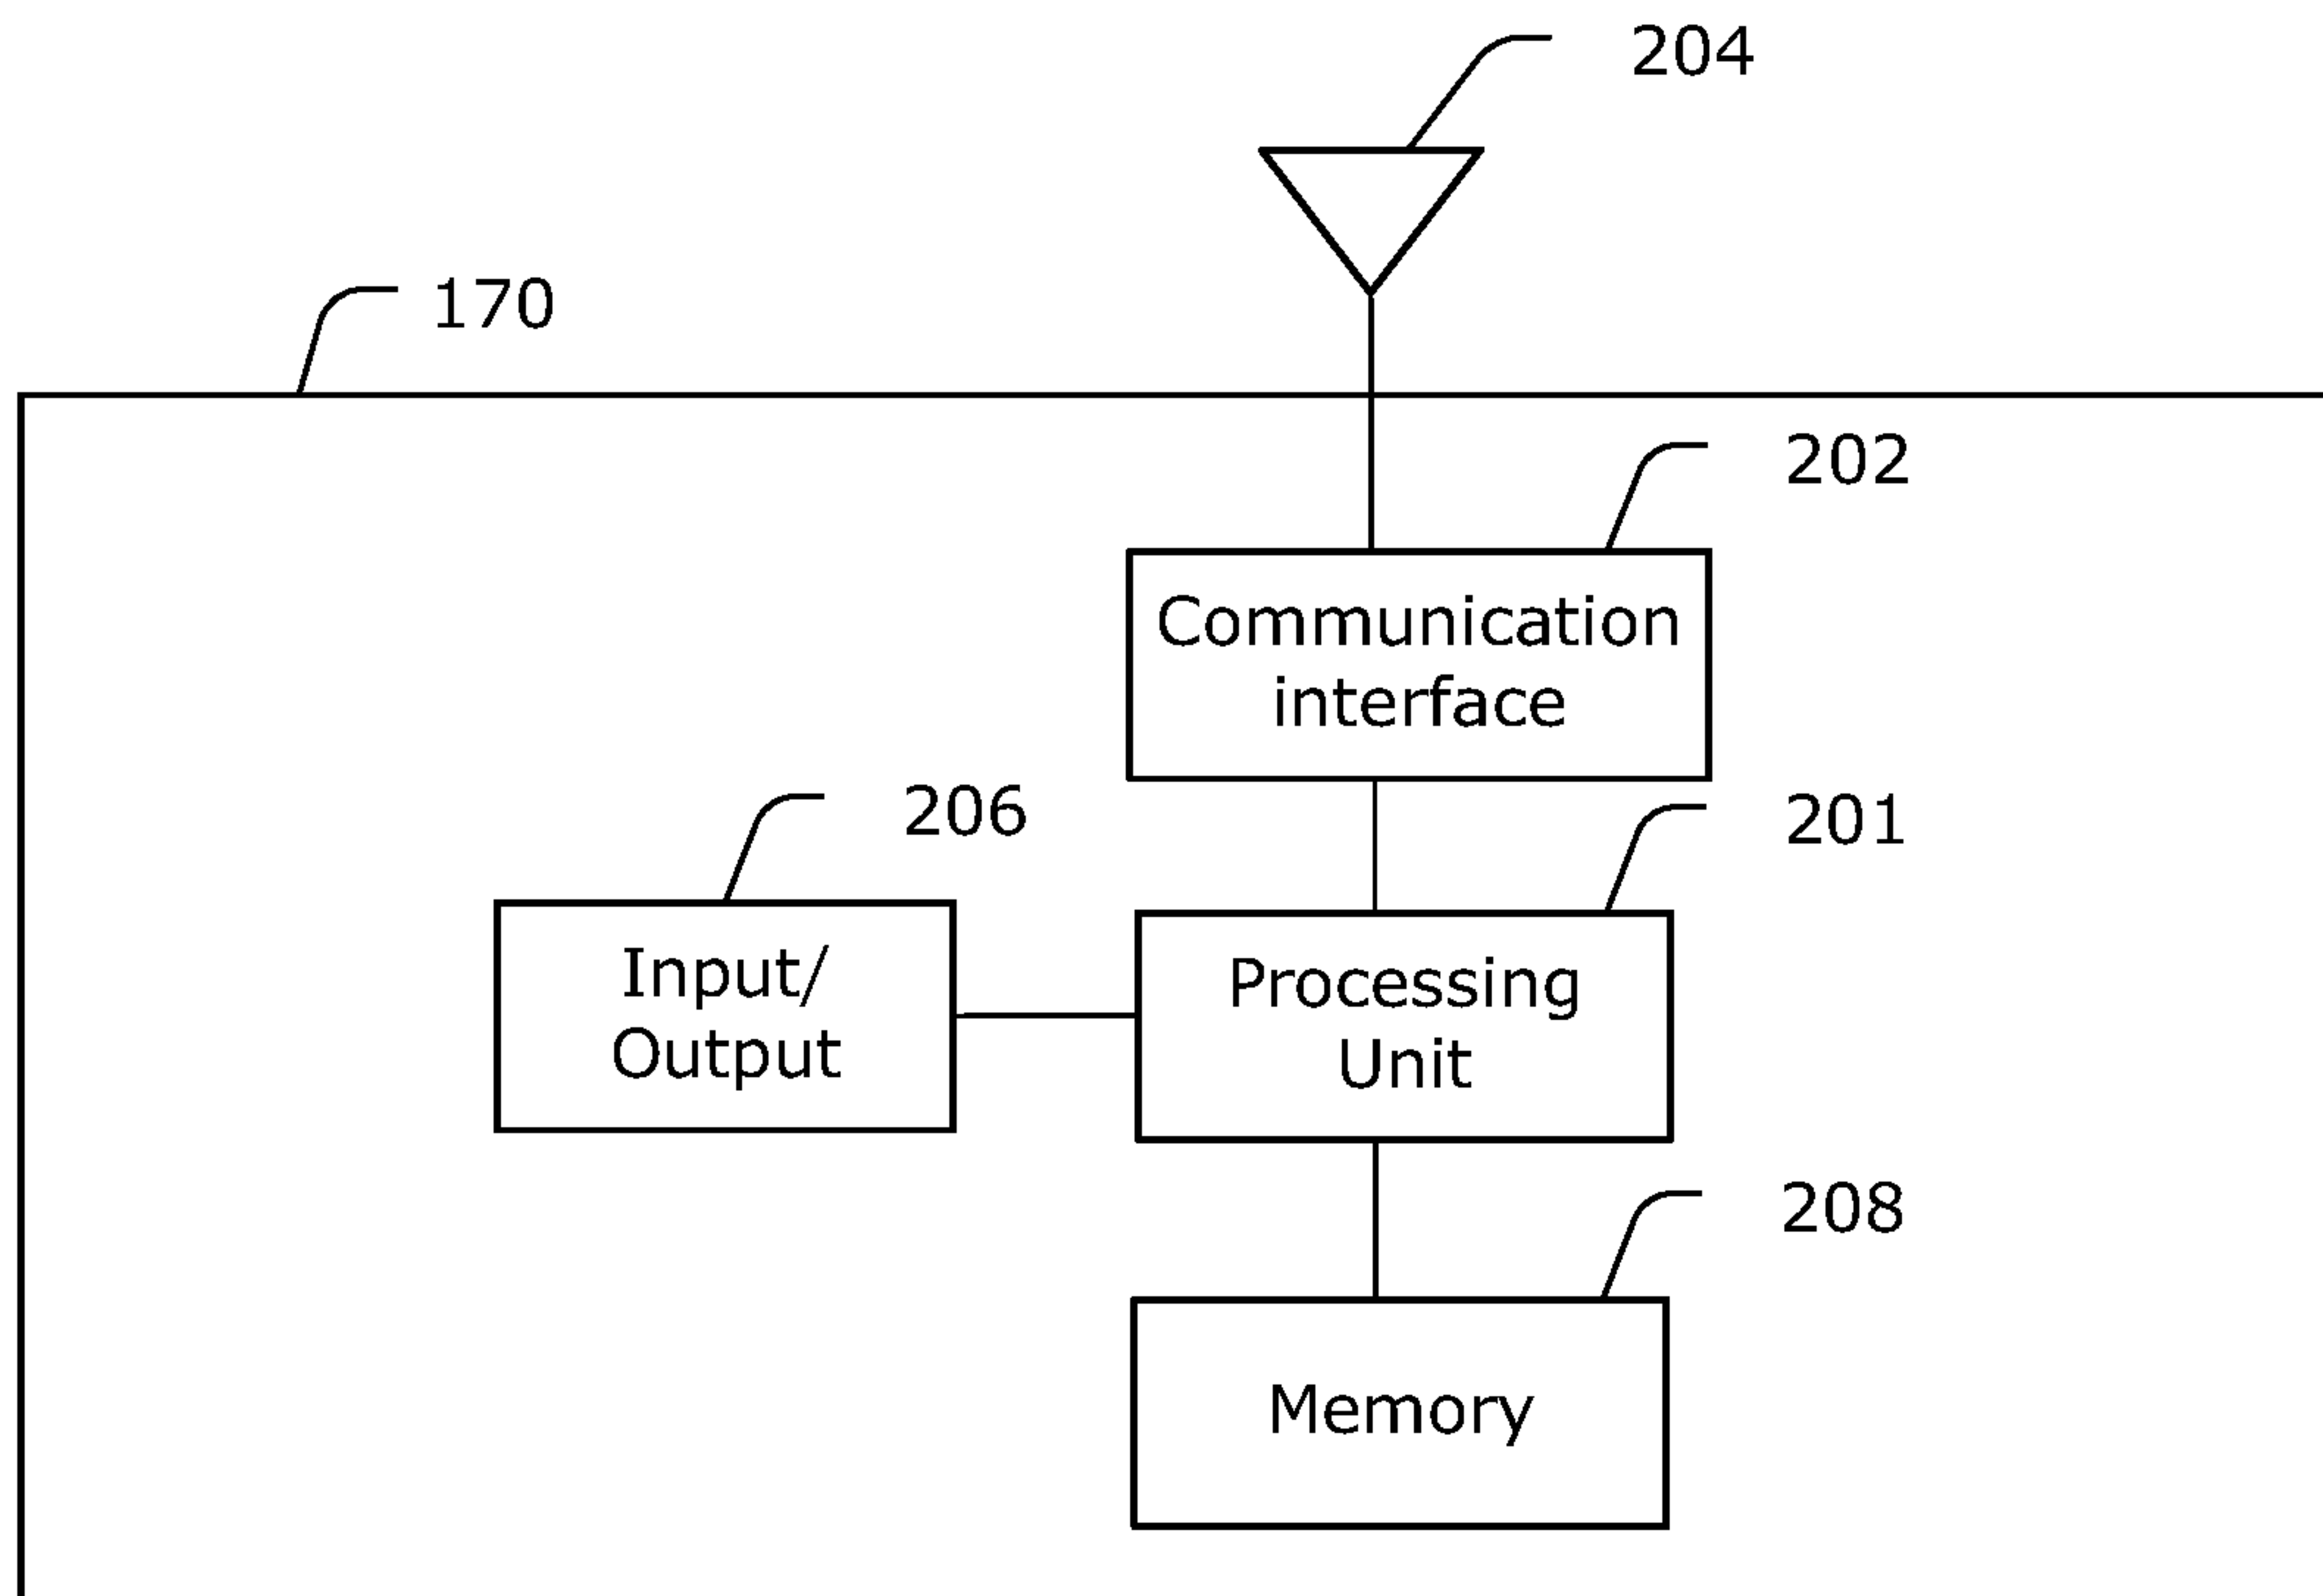 204
170
202
Communication
interface
206
201
Input/
Output
Processing
Unit
208
Memory